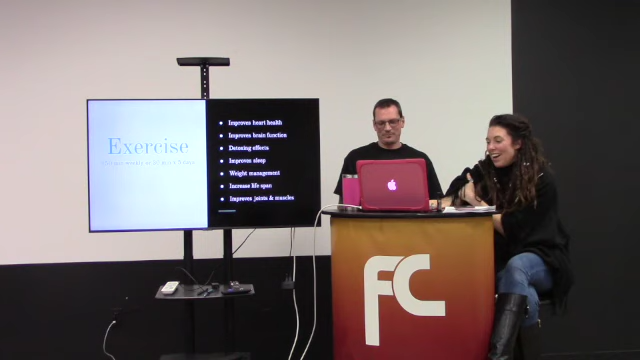 Exercise
• Improves heart health
• Improves brain function
• Detoxing effects
• Improves sleep
• Weight management
• Increase life span
• Improves joints & muscles
FC